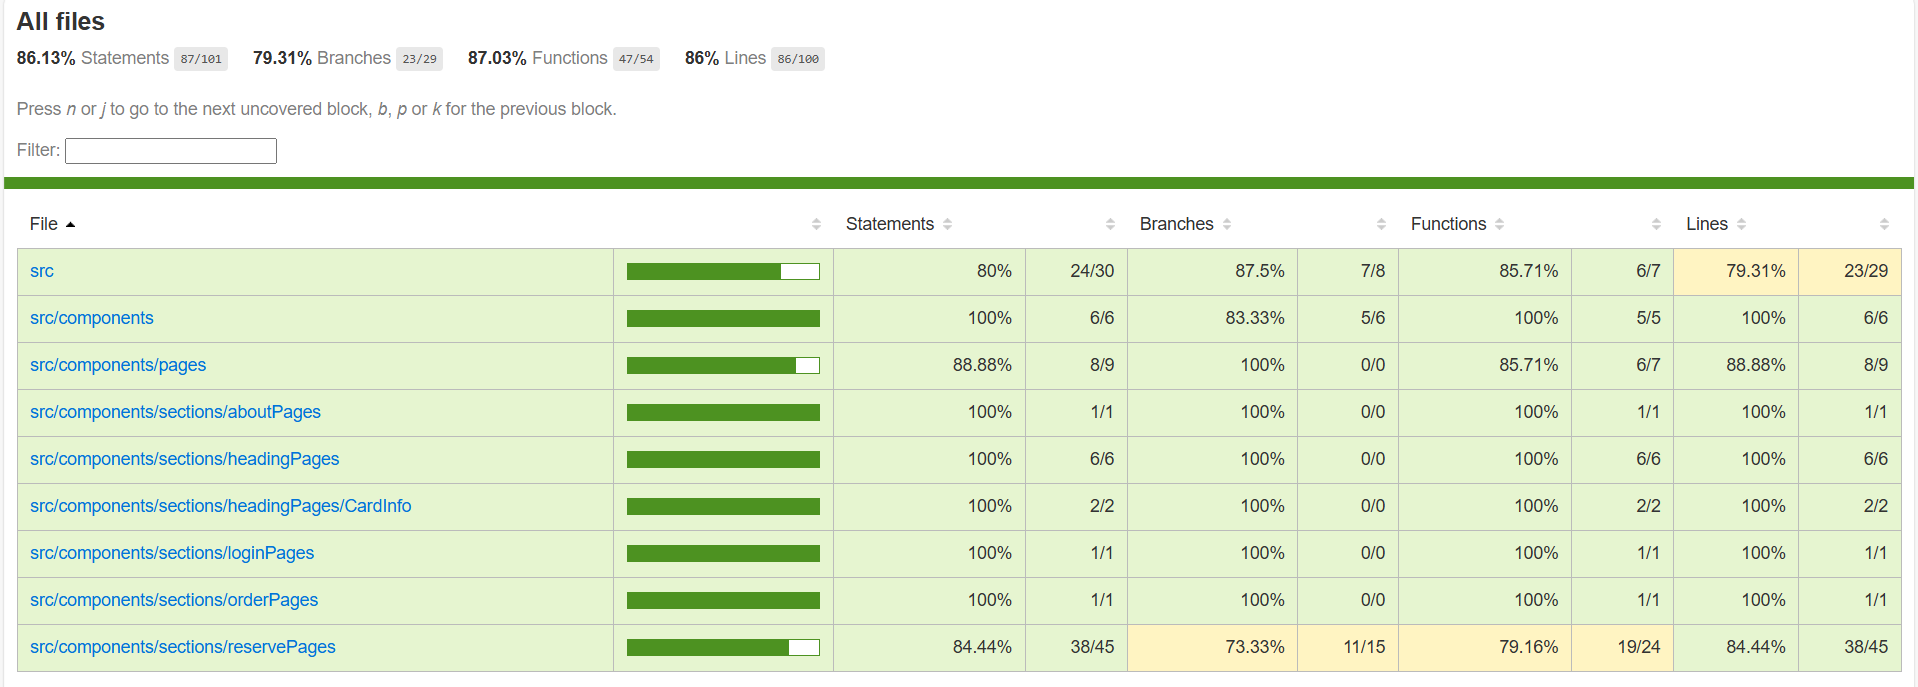 All files
86.13% Statements 87/101 79.31% Branches 23/29 87.03% Functions 47/54 86% Lines 86/100
Press n or j to go to the next uncovered block, b, p or k for the previous block.
Filter:
File Statements Branches Functions Lines
src 80% 24/30 87.5% 7/8 85.71% 6/7 79.31% 23/29
src/components 100% 6/6 83.33% 5/6 100% 5/5 100% 6/6
src/components/pages 88.88% 8/9 100% 0/0 85.71% 6/7 88.88% 8/9
src/components/sections/aboutPages 100% 1/1 100% 0/0 100% 1/1 100% 1/1
src/components/sections/headingPages 100% 6/6 100% 0/0 100% 6/6 100% 6/6
src/components/sections/headingPages/CardInfo 100% 2/2 100% 0/0 100% 2/2 100% 2/2
src/components/sections/loginPages 100% 1/1 100% 0/0 100% 1/1 100% 1/1
src/components/sections/orderPages 100% 1/1 100% 0/0 100% 1/1 100% 1/1
src/components/sections/reservePages 84.44% 38/45 73.33% 11/15 79.16% 19/24 84.44% 38/45